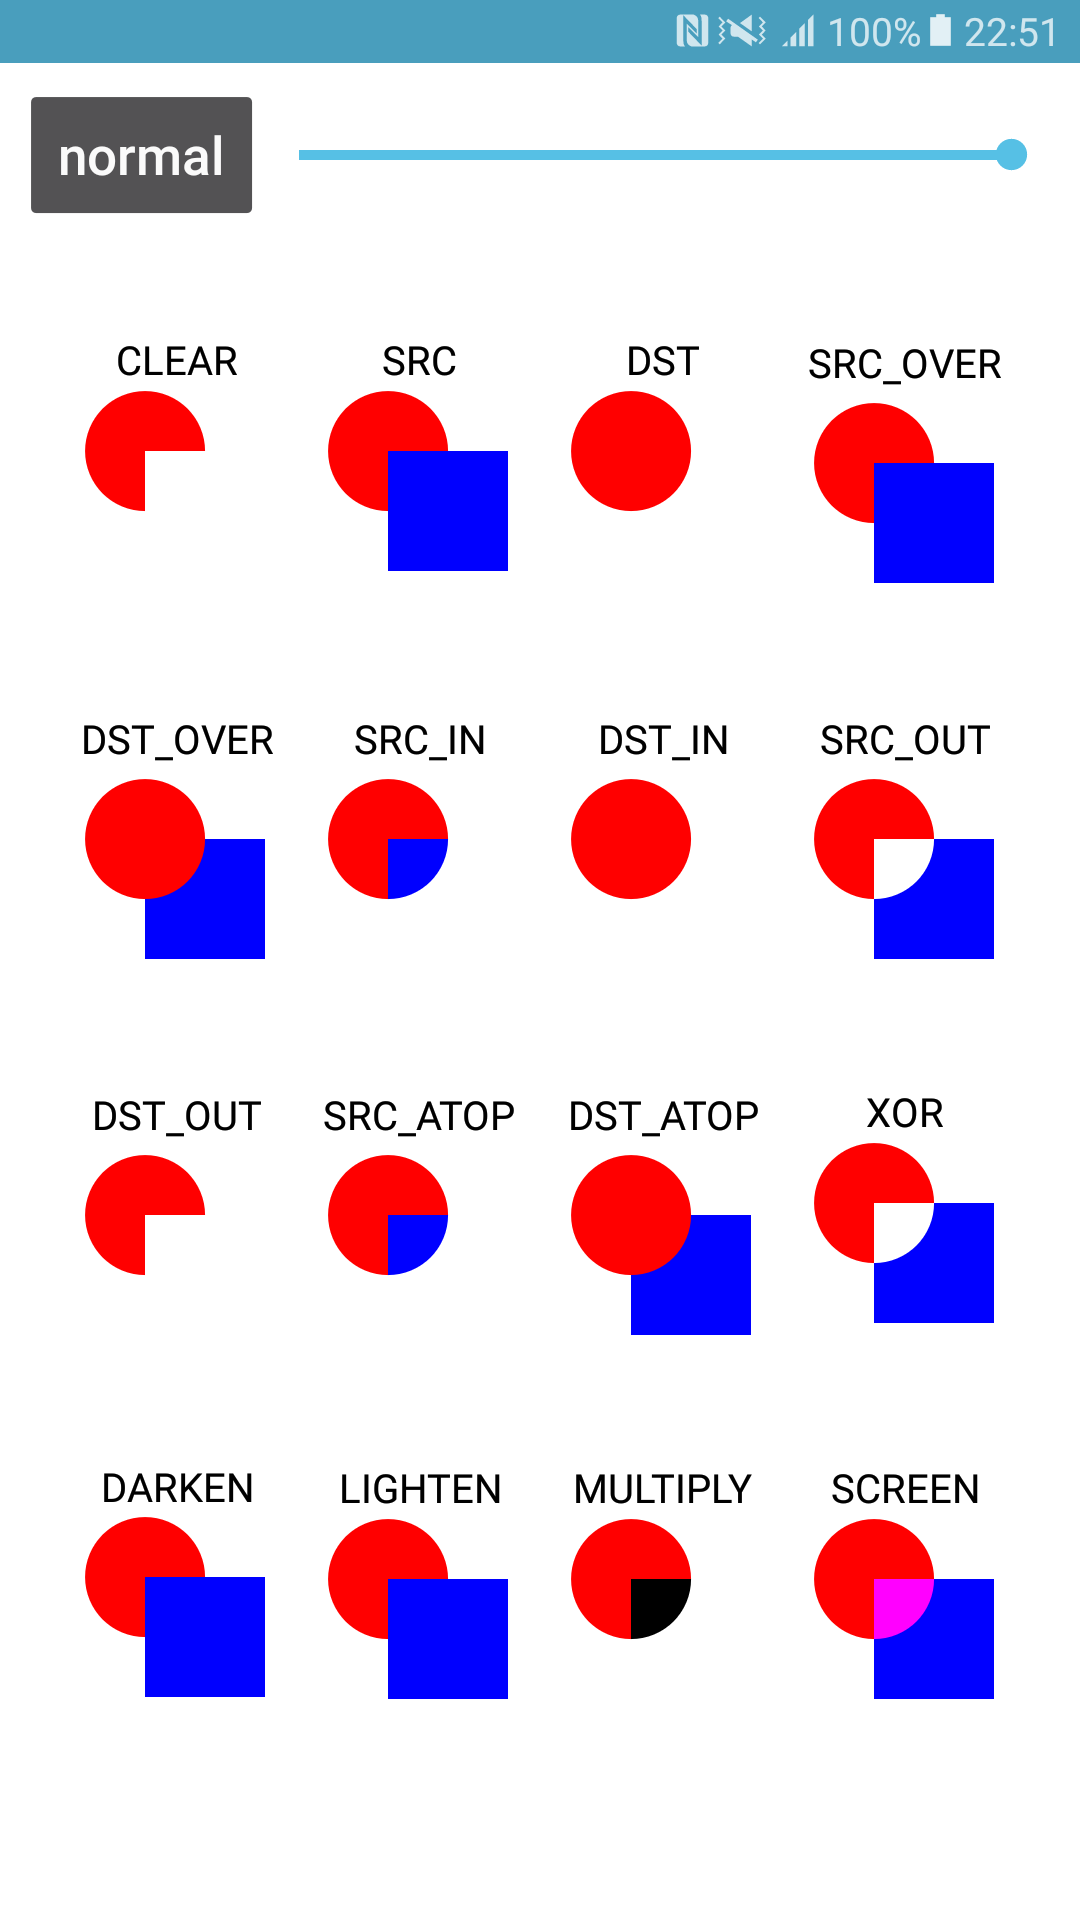 100% 22:51
normal
CLEAR SRC DST SRC_OVER
DST_OVER SRC_IN DST_IN SRC_OUT
DST_OUT SRC_ATOP DST_ATOP XOR
DARKEN LIGHTEN MULTIPLY SCREEN